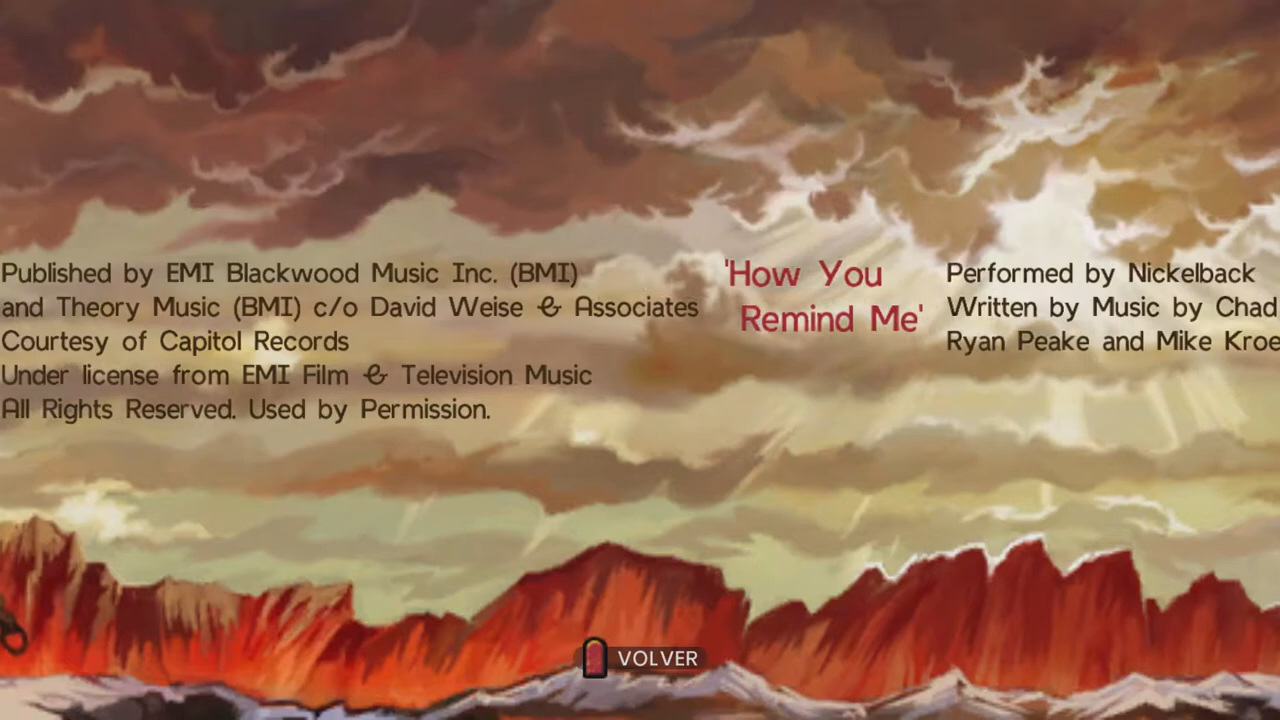 Published by EMI Blackwood Music Inc. (BMI)
and Theory Music (BMI) c/o David Weise & Associates
Courtesy of Capitol Records
Under license from EMI Film & Television Music
All Rights Reserved. Used by Permission.
'How You
Remind Me'
Performed by Nickelback
Written by Music by Chad
Ryan Peake and Mike Kroe
VOLVER